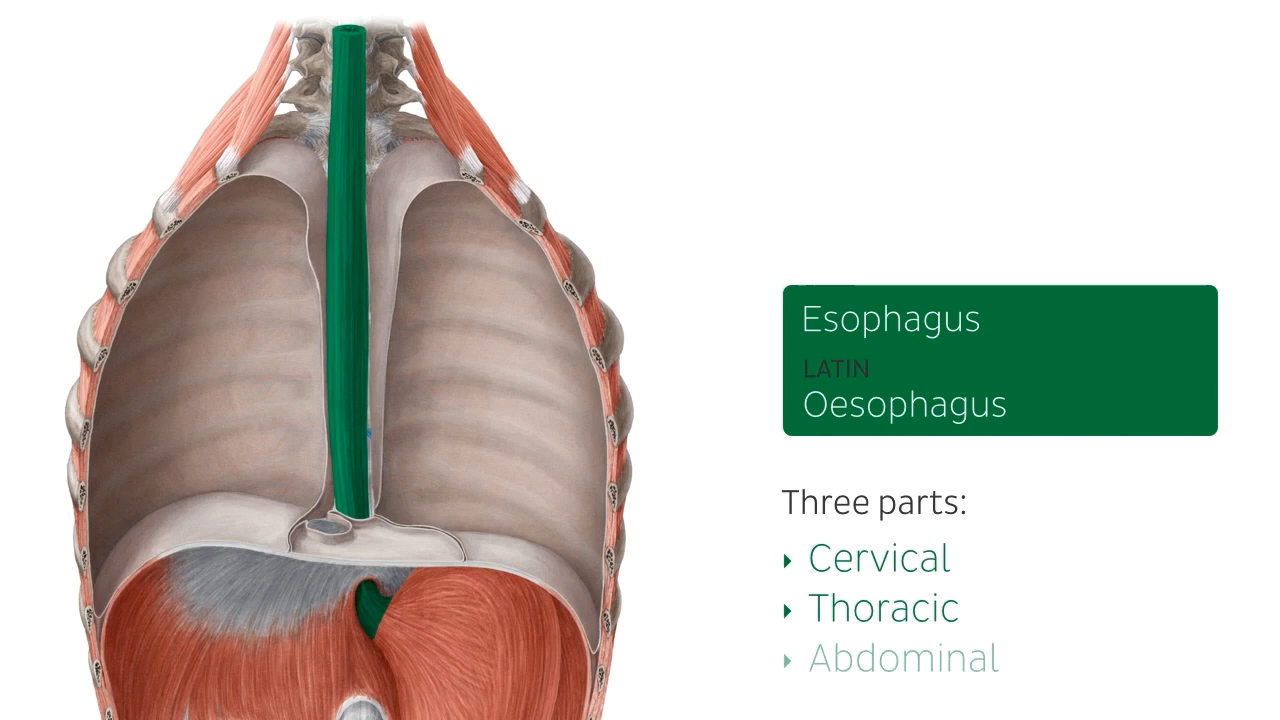 Esophagus
LATIN
Oesophagus
Three parts:
Cervical
Thoracic
Abdominal